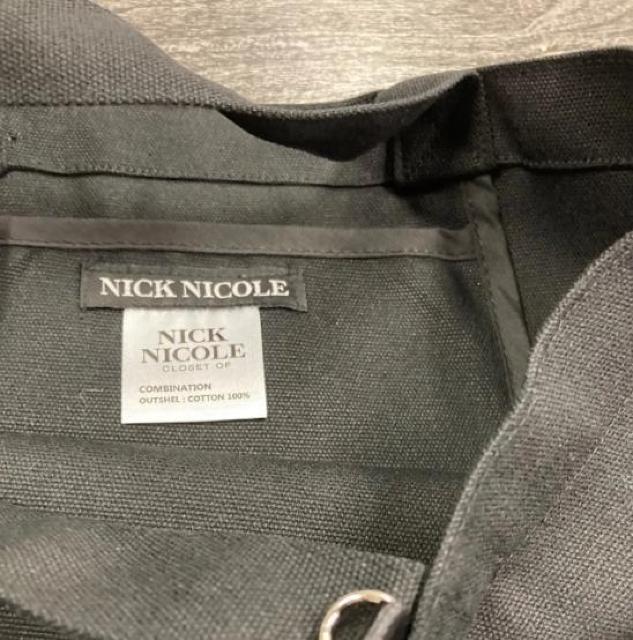 NICK NICOLE
NICK
NICOLE
CLOSET OF
COMBINATION
OUTSHEL : COTTON 100%